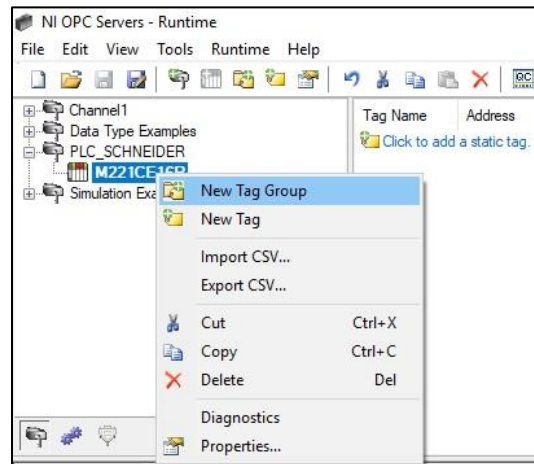 NI OPC Servers - Runtime
File Edit View Tools Runtime Help
Channel1
Data Type Examples
PLC_SCHNEIDER
M221CE16R
Simulation Exa
Tag Name Address
Click to add a static tag.
New Tag Group
New Tag
Import CSV...
Export CSV...
Cut Ctrl+X
Copy Ctrl+C
Delete Del
Diagnostics
Properties...